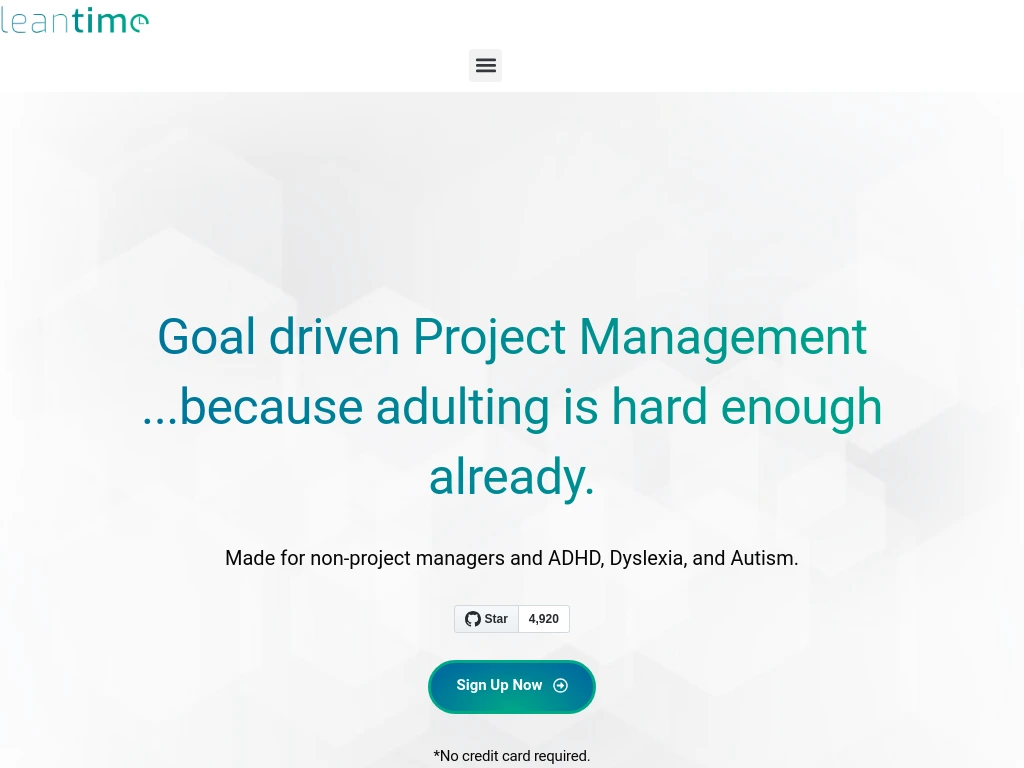 leantime
Goal driven Project Management
...because adulting is hard enough
already.
Made for non-project managers and ADHD, Dyslexia, and Autism.
Star 4,920
Sign Up Now
*No credit card required.